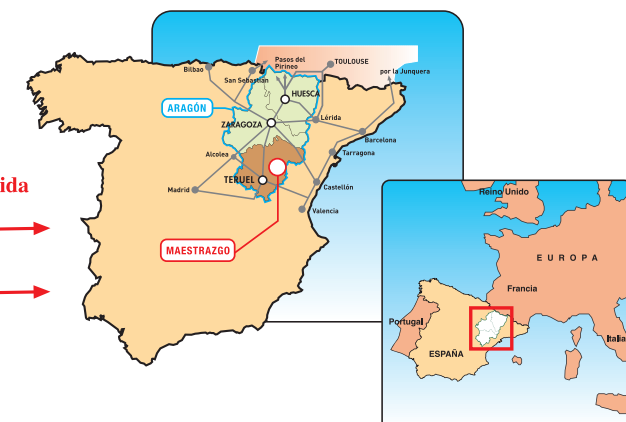 Pasos del
Pirineo
TOULOUSE
Bilbao
San Sebastián
por la Junquera
HUESCA
ARAGÓN
ZARAGOZA
Lérida
Barcelona
Alcolea
Tarragona
TERUEL
ida
Madrid
Castellón
Valencia
MAESTRAZGO
Reino Unido
EUROPA
Francia
Portugal
Italia
ESPAÑA